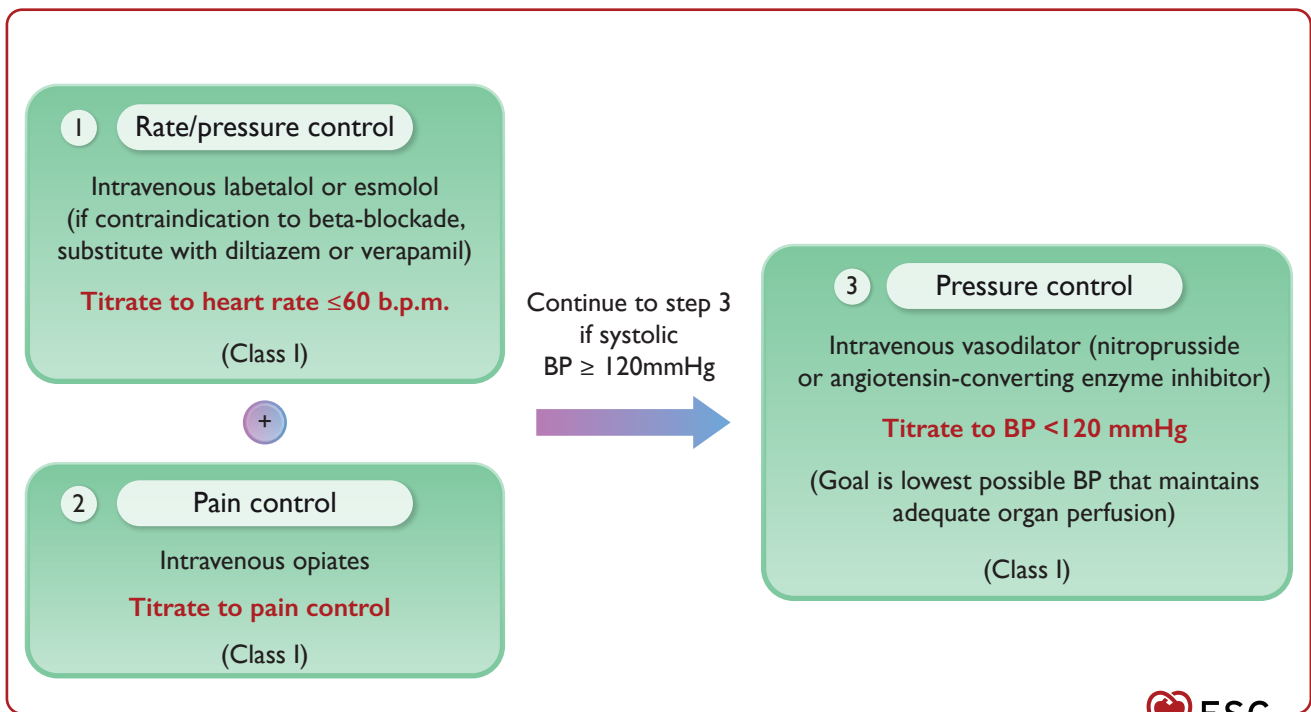 1 Rate/pressure control
Intravenous labetalol or esmolol
(if contraindication to beta-blockade,
substitute with diltiazem or verapamil)
Titrate to heart rate ≤60 b.p.m.
(Class I)
+
2 Pain control
Intravenous opiates
Titrate to pain control
(Class I)
Continue to step 3
if systolic
BP ≥ 120mmHg
3 Pressure control
Intravenous vasodilator (nitroprusside
or angiotensin-converting enzyme inhibitor)
Titrate to BP <120 mmHg
(Goal is lowest possible BP that maintains
adequate organ perfusion)
(Class I)
ESC